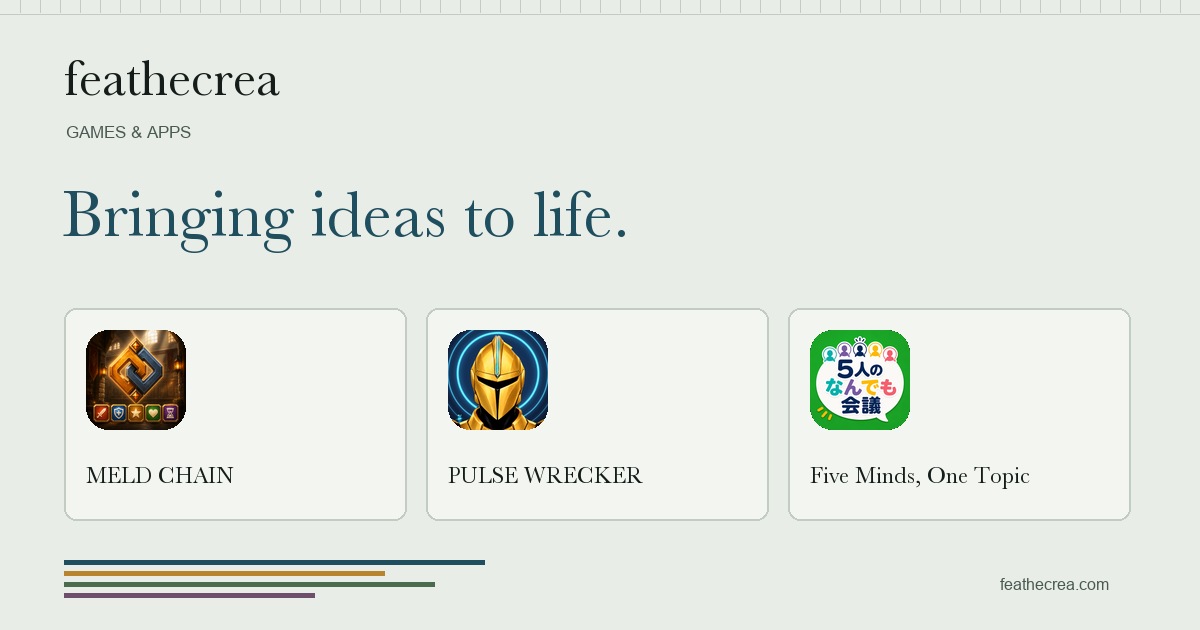 feathecrea
GAMES & APPS
Bringing ideas to life.
5人の
なんでも
会議
MELD CHAIN
PULSE WRECKER
Five Minds, One Topic
feathecrea.com